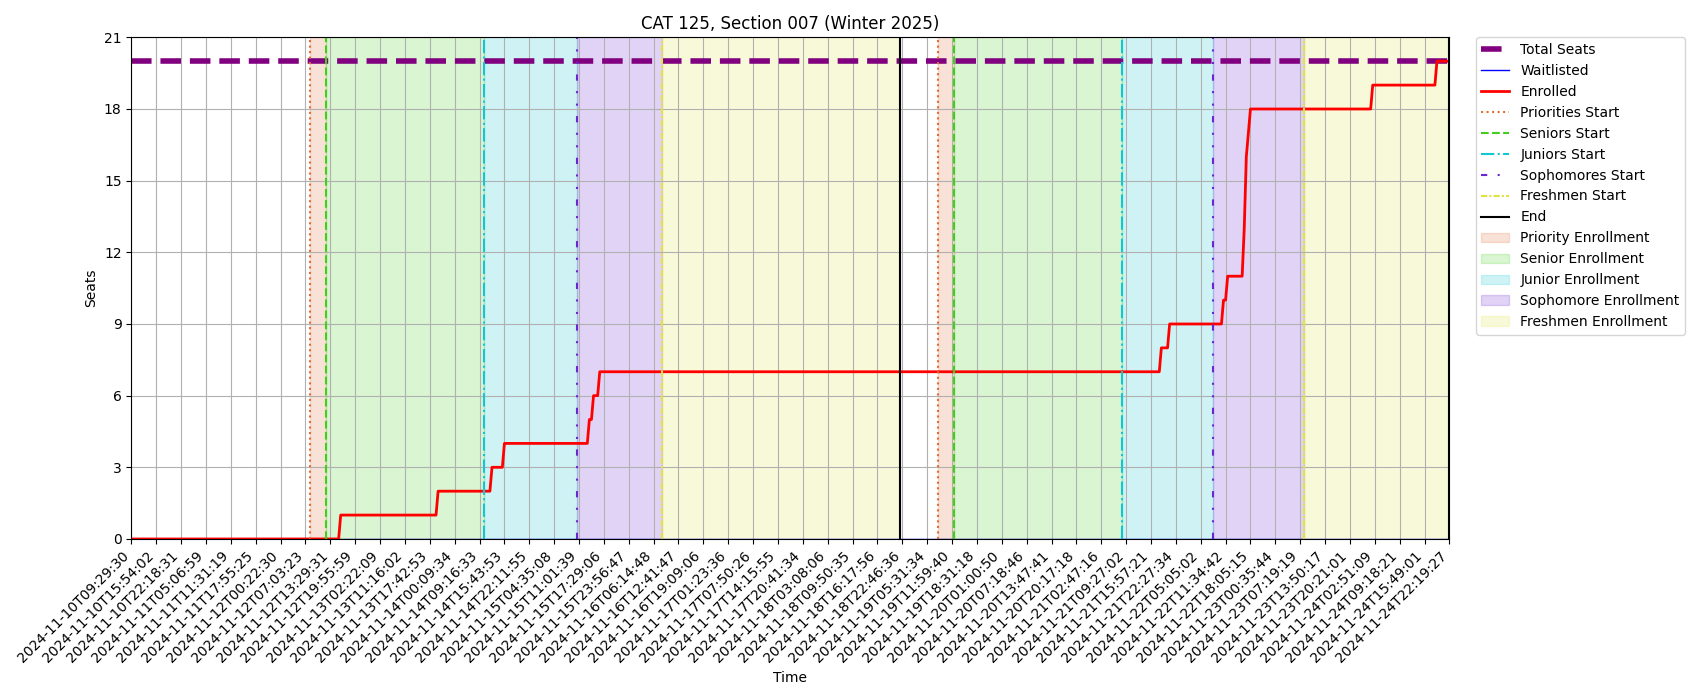 CAT 125, Section 007 (Winter 2025)
21
18
15
12
9
6
3
0
Seats
2024-11-10T09:29:30
2024-11-10T15:54:02
2024-11-10T22:18:31
2024-11-11T05:06:59
2024-11-11T11:31:19
2024-11-11T17:55:25
2024-11-12T00:22:30
2024-11-12T07:03:23
2024-11-12T13:29:31
2024-11-12T19:55:59
2024-11-13T02:22:09
2024-11-13T11:16:02
2024-11-13T17:42:53
2024-11-14T00:09:34
2024-11-14T09:16:33
2024-11-14T15:43:53
2024-11-14T22:11:55
2024-11-15T04:35:09
2024-11-15T11:01:39
2024-11-15T17:29:06
2024-11-15T23:56:47
2024-11-16T06:14:48
2024-11-16T12:41:47
2024-11-16T19:09:06
2024-11-17T01:23:36
2024-11-17T07:50:26
2024-11-17T14:15:55
2024-11-17T20:41:34
2024-11-18T03:08:06
2024-11-18T09:50:35
2024-11-18T16:17:56
2024-11-18T22:46:30
2024-11-19T05:31:34
2024-11-19T11:59:40
2024-11-19T18:31:18
2024-11-20T01:00:50
2024-11-20T07:18:46
2024-11-20T13:47:41
2024-11-20T20:17:18
2024-11-21T02:47:16
2024-11-21T09:27:02
2024-11-21T15:57:21
2024-11-21T22:27:34
2024-11-22T05:05:02
2024-11-22T11:34:42
2024-11-22T18:05:15
2024-11-23T00:35:44
2024-11-23T07:19:19
2024-11-23T13:50:17
2024-11-23T20:21:01
2024-11-24T02:51:09
2024-11-24T09:18:21
2024-11-24T15:49:01
2024-11-24T22:19:27
Time
Total Seats
Waitlisted
Enrolled
Priorities Start
Seniors Start
Juniors Start
Sophomores Start
Freshmen Start
End
Priority Enrollment
Senior Enrollment
Junior Enrollment
Sophomore Enrollment
Freshmen Enrollment